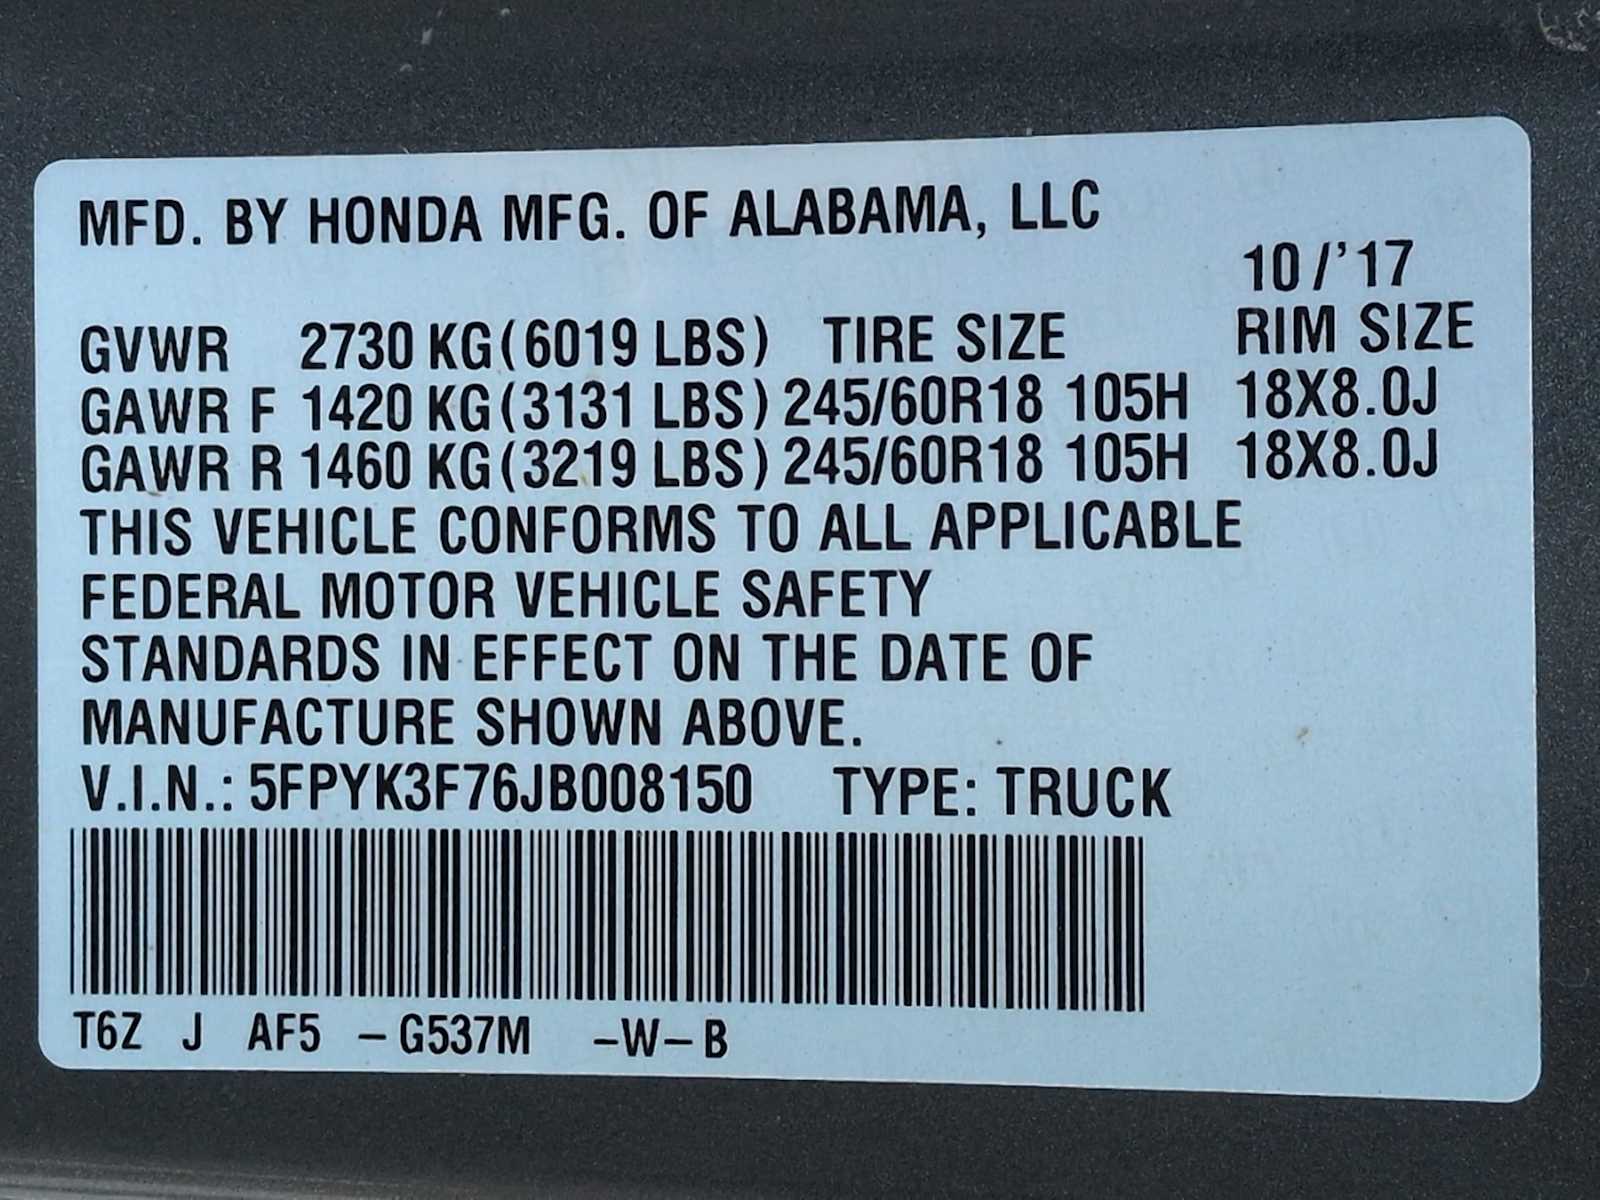 MFD. BY HONDA MFG. OF ALABAMA, LLC
10/'17
GVWR 2730 KG(6019 LBS) TIRE SIZE RIM SIZE
GAWR F 1420 KG(3131 LBS) 245/60R18 105H 18X8.0J
GAWR R 1460 KG(3219 LBS) 245/60R18 105H 18X8.0J
THIS VEHICLE CONFORMS TO ALL APPLICABLE
FEDERAL MOTOR VEHICLE SAFETY
STANDARDS IN EFFECT ON THE DATE OF
MANUFACTURE SHOWN ABOVE.
V.I.N.: 5FPYK3F76JB008150 TYPE: TRUCK
T6Z J AF5 -G537M -W-B